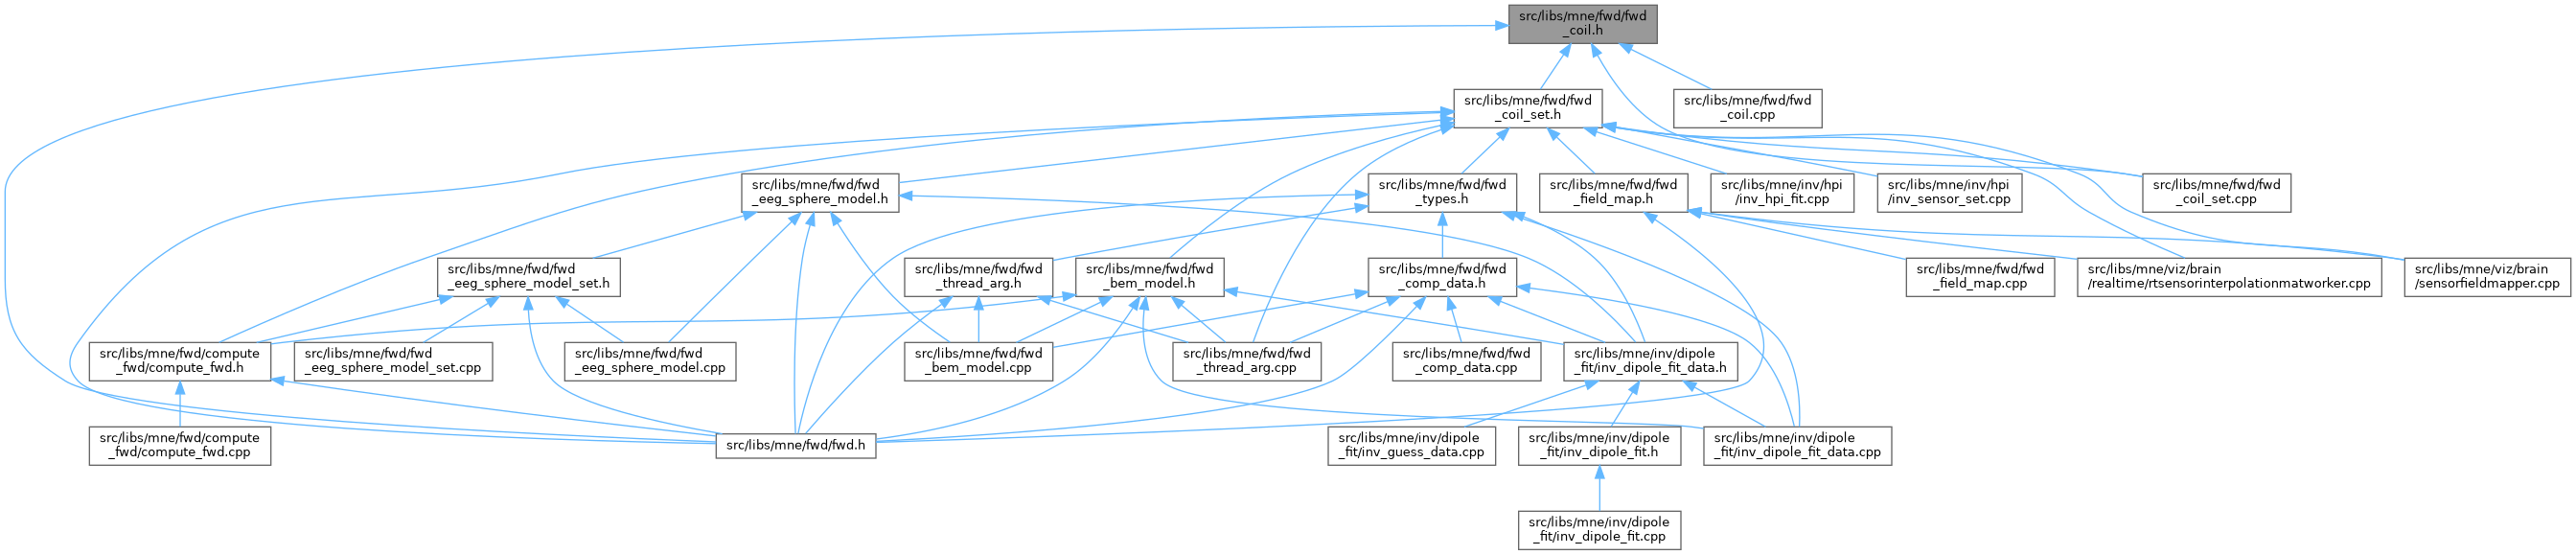 src/libs/mne/fwd/fwd
_coil.h
src/libs/mne/fwd/fwd
_coil_set.h
src/libs/mne/fwd/fwd
_coil.cpp
src/libs/mne/fwd/fwd
_eeg_sphere_model.h
src/libs/mne/fwd/fwd
_types.h
src/libs/mne/fwd/fwd
_field_map.h
src/libs/mne/inv/hpi
/inv_hpi_fit.cpp
src/libs/mne/inv/hpi
/inv_sensor_set.cpp
src/libs/mne/fwd/fwd
_coil_set.cpp
src/libs/mne/fwd/fwd
_eeg_sphere_model_set.h
src/libs/mne/fwd/fwd
_thread_arg.h
src/libs/mne/fwd/fwd
_bem_model.h
src/libs/mne/fwd/fwd
_comp_data.h
src/libs/mne/fwd/fwd
_field_map.cpp
src/libs/mne/viz/brain
/realtime/rtsensorinterpolationmatworker.cpp
src/libs/mne/viz/brain
/sensorfieldmapper.cpp
src/libs/mne/fwd/compute
_fwd/compute_fwd.h
src/libs/mne/fwd/fwd
_eeg_sphere_model_set.cpp
src/libs/mne/fwd/fwd
_eeg_sphere_model.cpp
src/libs/mne/fwd/fwd
_bem_model.cpp
src/libs/mne/fwd/fwd
_thread_arg.cpp
src/libs/mne/fwd/fwd
_comp_data.cpp
src/libs/mne/inv/dipole
_fit/inv_dipole_fit_data.h
src/libs/mne/fwd/compute
_fwd/compute_fwd.cpp
src/libs/mne/fwd/fwd.h
src/libs/mne/inv/dipole
_fit/inv_guess_data.cpp
src/libs/mne/inv/dipole
_fit/inv_dipole_fit.h
src/libs/mne/inv/dipole
_fit/inv_dipole_fit_data.cpp
src/libs/mne/inv/dipole
_fit/inv_dipole_fit.cpp